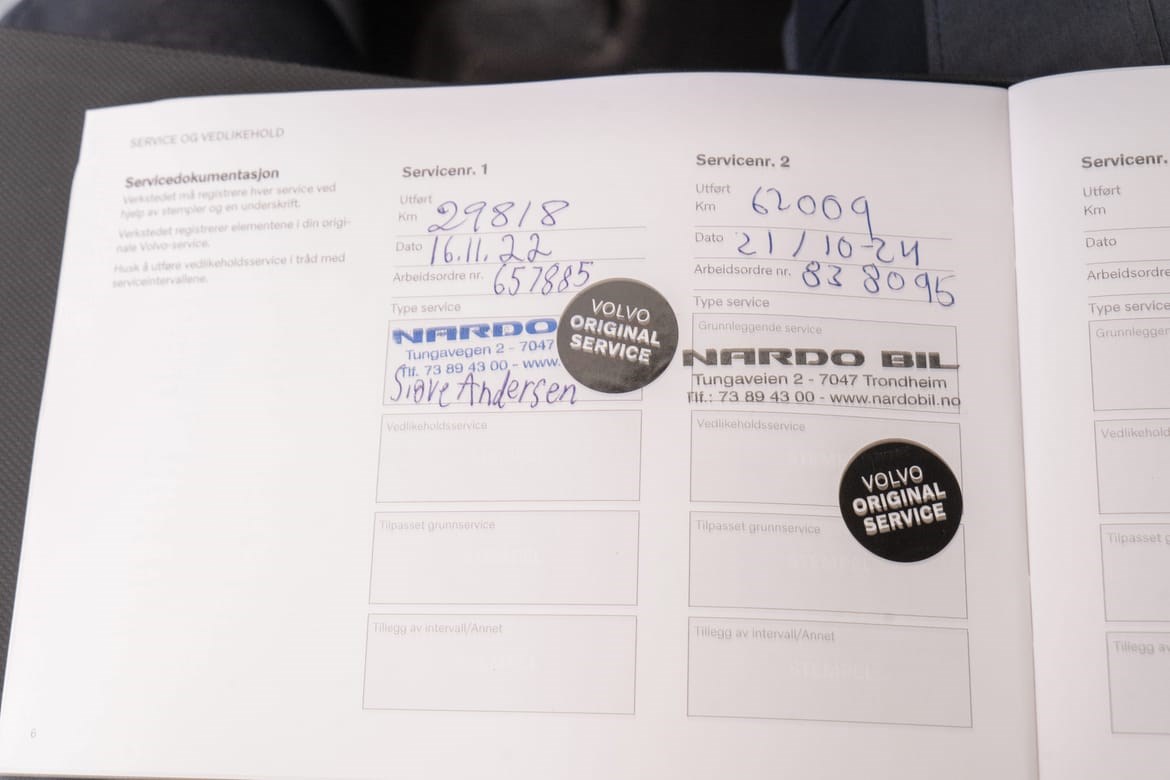 SERVICE OG VEDLIKEHOLD
Servicedokumentasjon
Verkstedet må registrere hver service ved
hjelp av stempler og en underskrift.
Verkstedet registrerer elementene i din origi-
nale Volvo-service.
Husk å utføre vedlikeholdsservice i tråd med
serviceintervallene.
6
Servicenr. 1
Utført
Km 29818
Dato 16.11.22
Arbeidsordre nr. 657885
Type service
NARDO
Tungavegen 2 - 7047
Tlf. 73 89 43 00 - www.
Andersen
VOLVO
ORIGINAL
SERVICE
Vedlikeholdsservice
Tilpasset grunnservice
Tillegg av intervall/Annet
Servicenr. 2
Utført
Km 62009
Dato 21/10-24
Arbeidsordre nr. 838095
Type service
Grunnleggende service
NARDO BIL
Tungaveien 2 - 7047 Trondheim
Tlf.: 73 89 43 00 - www.nardobil.no
Vedlikeholdsservice
VOLVO
ORIGINAL
SERVICE
Tilpasset grunnservice
Tillegg av intervall/Annet
STEMPEL
Servicenr.
Utført
Km
Dato
Arbeidsordre
Type service
Grunnleggen
Vedlikehold
Tilpasset g
Tillegg av